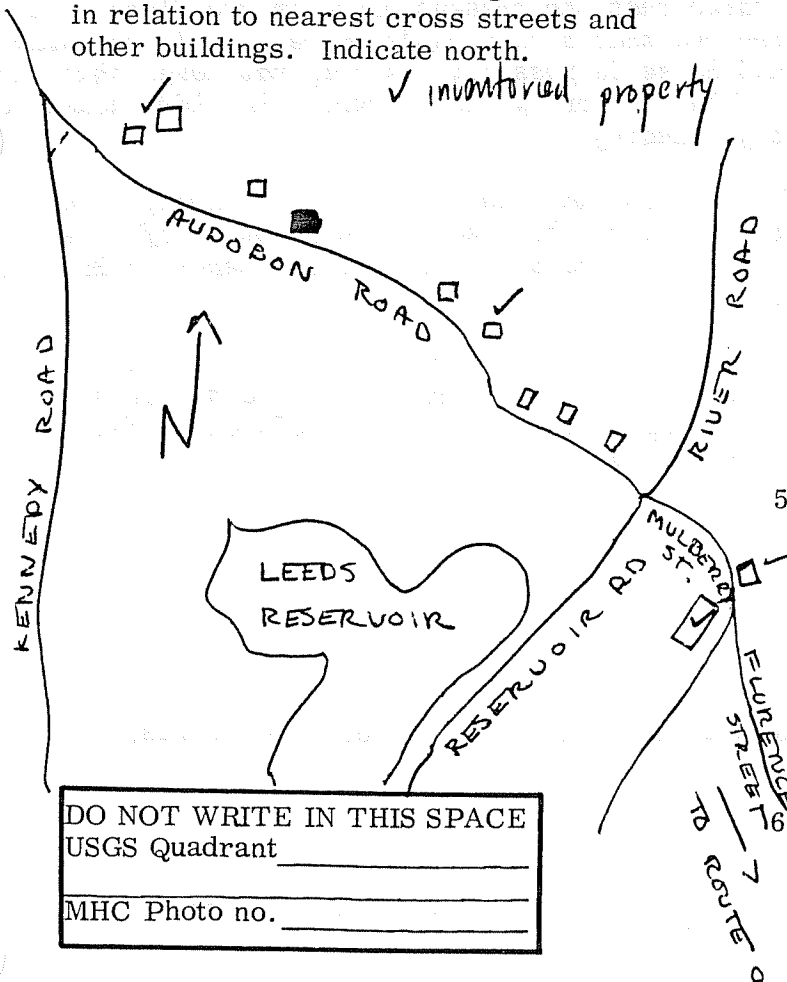 in relation to nearest cross streets and
other buildings. Indicate north.
✓ inventoried property
AUDOBON ROAD
RIVER ROAD
KENNEDY ROAD
N
5
MULBERRY
ST.
LEEDS
RESERVOIR
RESERVOIR RD
FLORENCE
STREET
6
TO ROUTE 9
DO NOT WRITE IN THIS SPACE
USGS Quadrant
MHC Photo no.